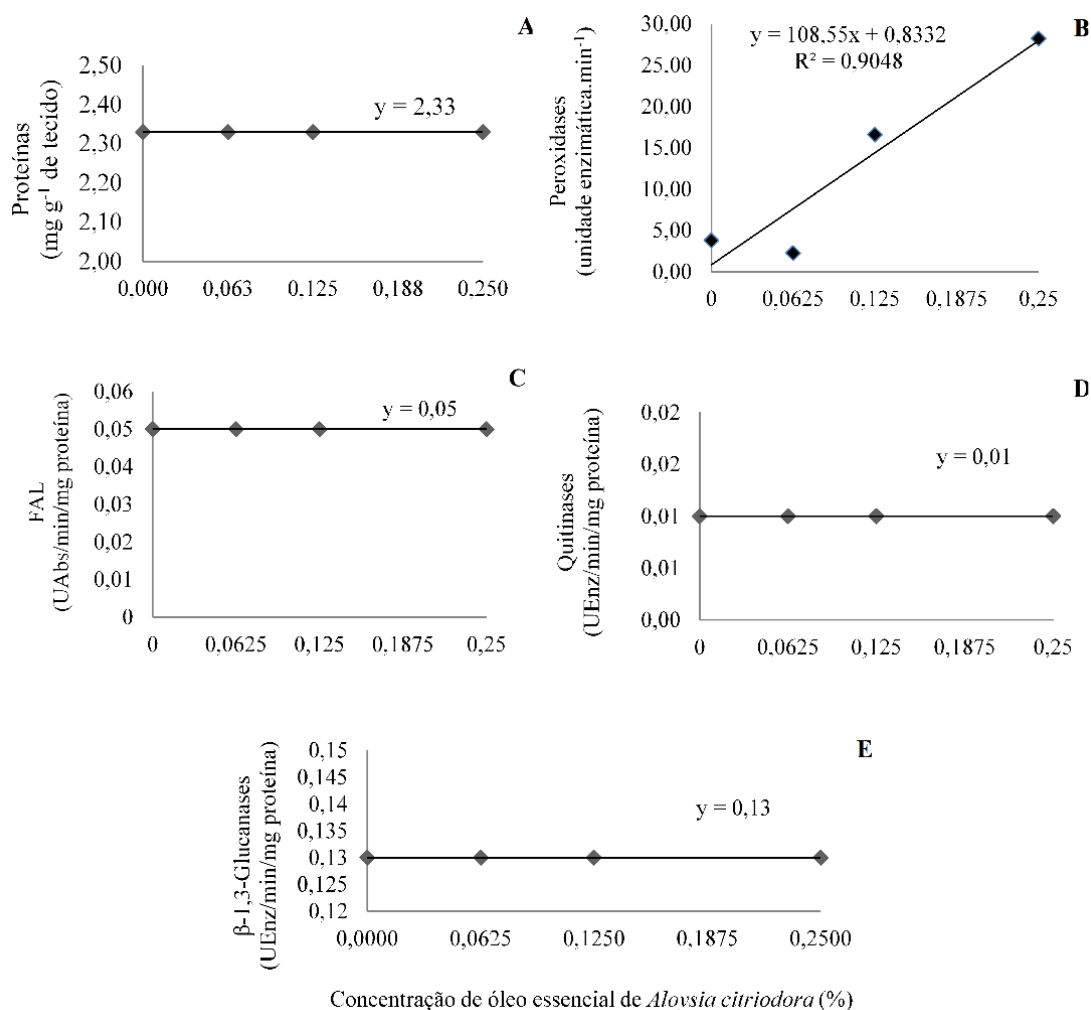 A
Proteínas
(mg g⁻¹ de tecido)
2,50
2,40
2,30
2,20
2,10
2,00
y = 2,33
0,000 0,063 0,125 0,188 0,250
B
Peroxidases
(unidade enzimática.min⁻¹)
30,00
25,00
20,00
15,00
10,00
5,00
0,00
y = 108,55x + 0,8332
R² = 0,9048
0 0,0625 0,125 0,1875 0,25
C
FAL
(UAbs/min/mg proteína)
0,06
0,05
0,04
0,03
0,02
0,01
0
y = 0,05
0 0,0625 0,125 0,1875 0,25
D
Quitinases
(UEnz/min/mg proteína)
0,02
0,02
0,01
0,01
0,00
y = 0,01
0 0,0625 0,125 0,1875 0,25
E
β-1,3-Glucanases
(UEnz/min/mg proteína)
0,15
0,145
0,14
0,135
0,13
0,125
0,12
y = 0,13
0,0000 0,0625 0,1250 0,1875 0,2500
Concentração de óleo essencial de Aloysia citriodora (%)